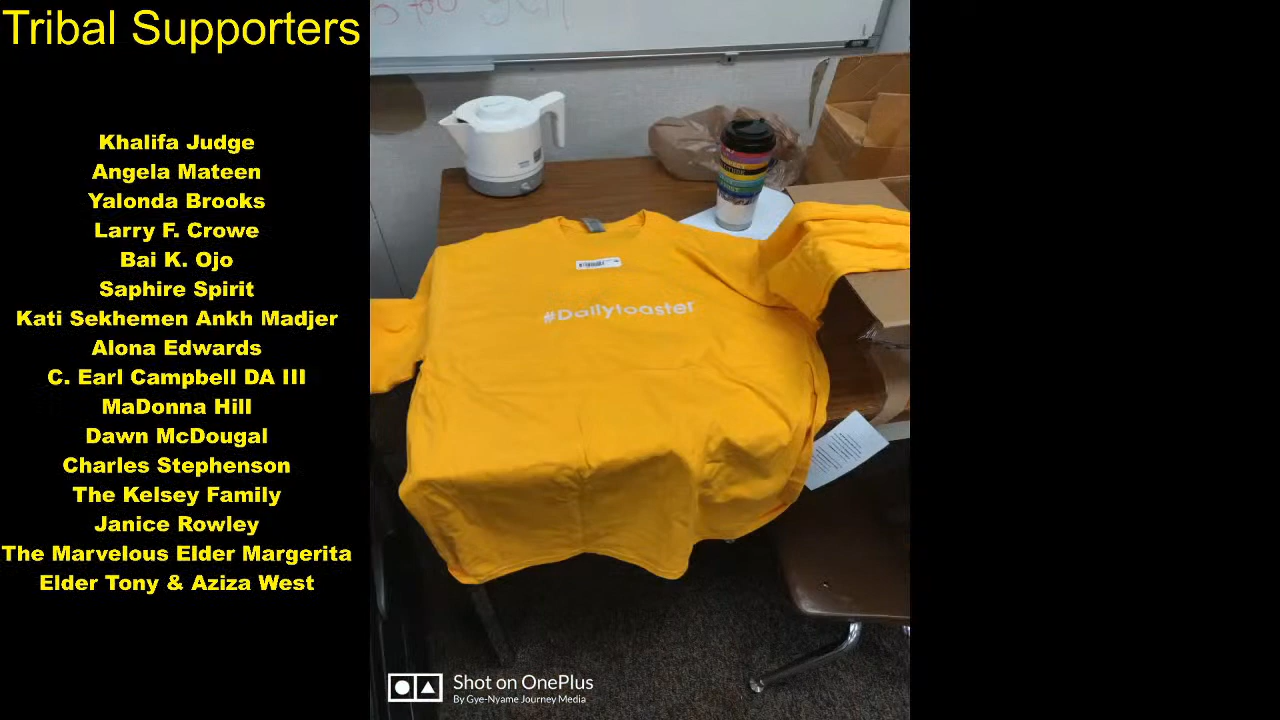 Tribal Supporters
Khalifa Judge
Angela Mateen
Yalonda Brooks
Larry F. Crowe
Bai K. Ojo
Saphire Spirit
Kati Sekhemen Ankh Madjer
Alona Edwards
C. Earl Campbell DA III
MaDonna Hill
Dawn McDougal
Charles Stephenson
The Kelsey Family
Janice Rowley
The Marvelous Elder Margerita
Elder Tony & Aziza West
#Dailytoaster
Shot on OnePlus
By Gye-Nyame Journey Media